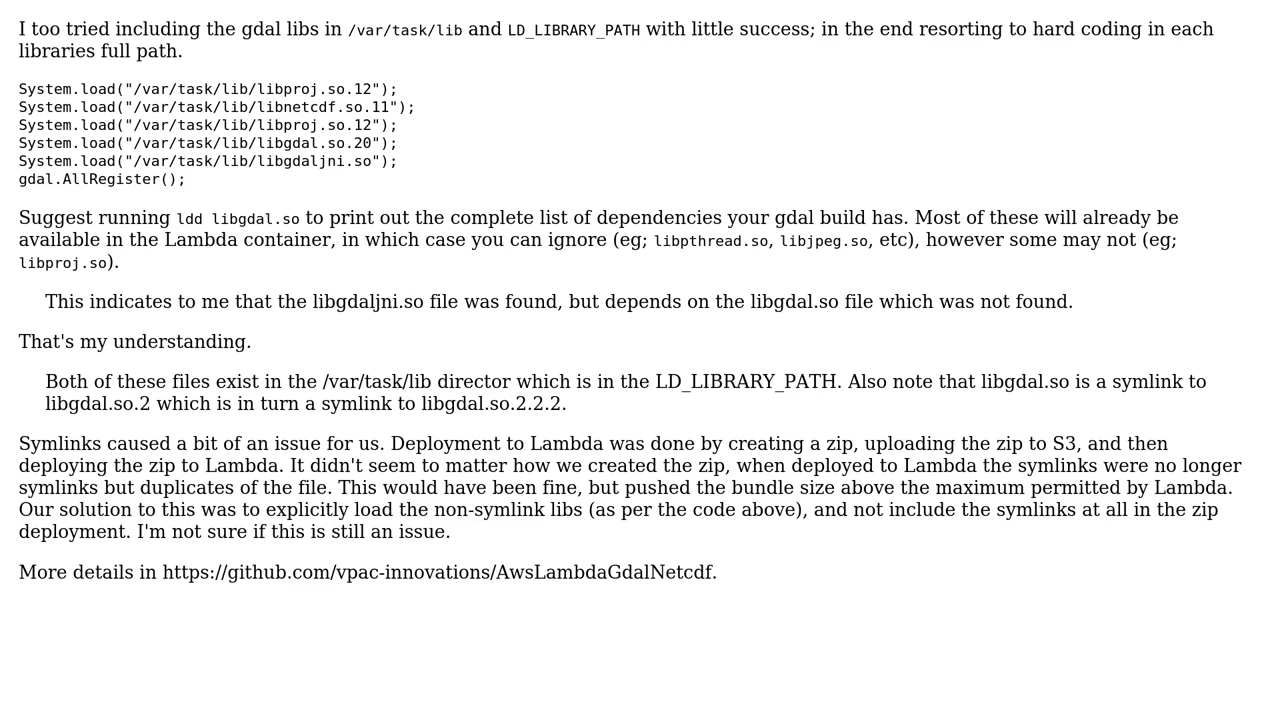 I too tried including the gdal libs in /var/task/lib and LD_LIBRARY_PATH with little success; in the end resorting to hard coding in each
libraries full path.
System.load("/var/task/lib/libproj.so.12");
System.load("/var/task/lib/libnetcdf.so.11");
System.load("/var/task/lib/libproj.so.12");
System.load("/var/task/lib/libgdal.so.20");
System.load("/var/task/lib/libgdaljni.so");
gdal.AllRegister();
Suggest running ldd libgdal.so to print out the complete list of dependencies your gdal build has. Most of these will already be
available in the Lambda container, in which case you can ignore (eg; libpthread.so, libjpeg.so, etc), however some may not (eg;
libproj.so).
This indicates to me that the libgdaljni.so file was found, but depends on the libgdal.so file which was not found.
That's my understanding.
Both of these files exist in the /var/task/lib director which is in the LD_LIBRARY_PATH. Also note that libgdal.so is a symlink to
libgdal.so.2 which is in turn a symlink to libgdal.so.2.2.2.
Symlinks caused a bit of an issue for us. Deployment to Lambda was done by creating a zip, uploading the zip to S3, and then
deploying the zip to Lambda. It didn't seem to matter how we created the zip, when deployed to Lambda the symlinks were no longer
symlinks but duplicates of the file. This would have been fine, but pushed the bundle size above the maximum permitted by Lambda.
Our solution to this was to explicitly load the non-symlink libs (as per the code above), and not include the symlinks at all in the zip
deployment. I'm not sure if this is still an issue.
More details in https://github.com/vpac-innovations/AwsLambdaGdalNetcdf.